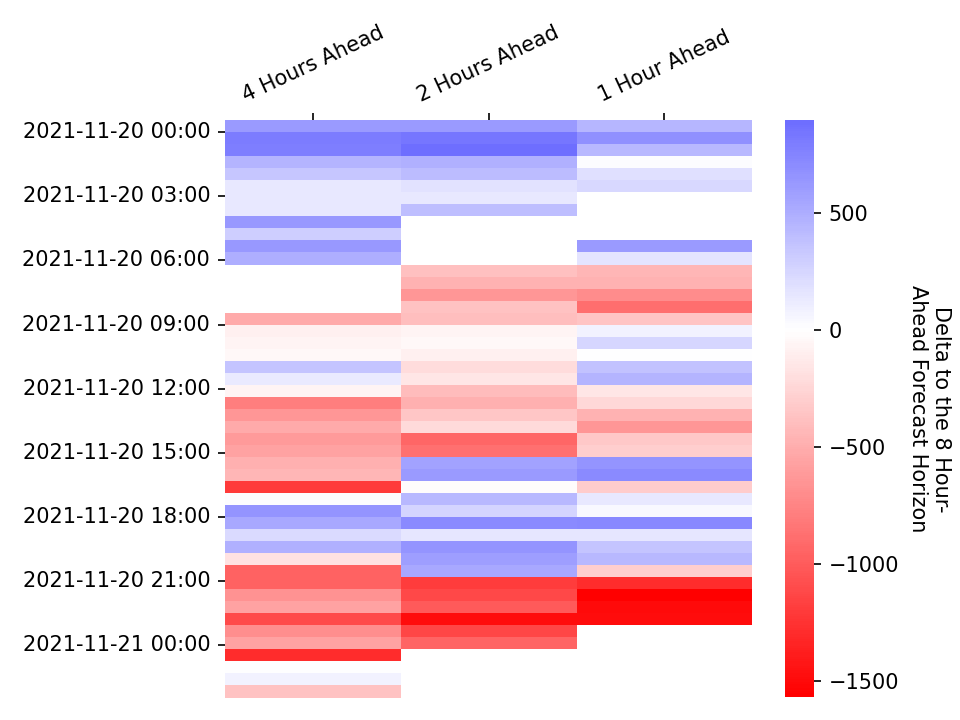 4 Hours Ahead
2 Hours Ahead
1 Hour Ahead
2021-11-20 00:00
2021-11-20 03:00
2021-11-20 06:00
2021-11-20 09:00
2021-11-20 12:00
2021-11-20 15:00
2021-11-20 18:00
2021-11-20 21:00
2021-11-21 00:00
500
0
−500
−1000
−1500
Delta to the 8 Hour-
Ahead Forecast Horizon